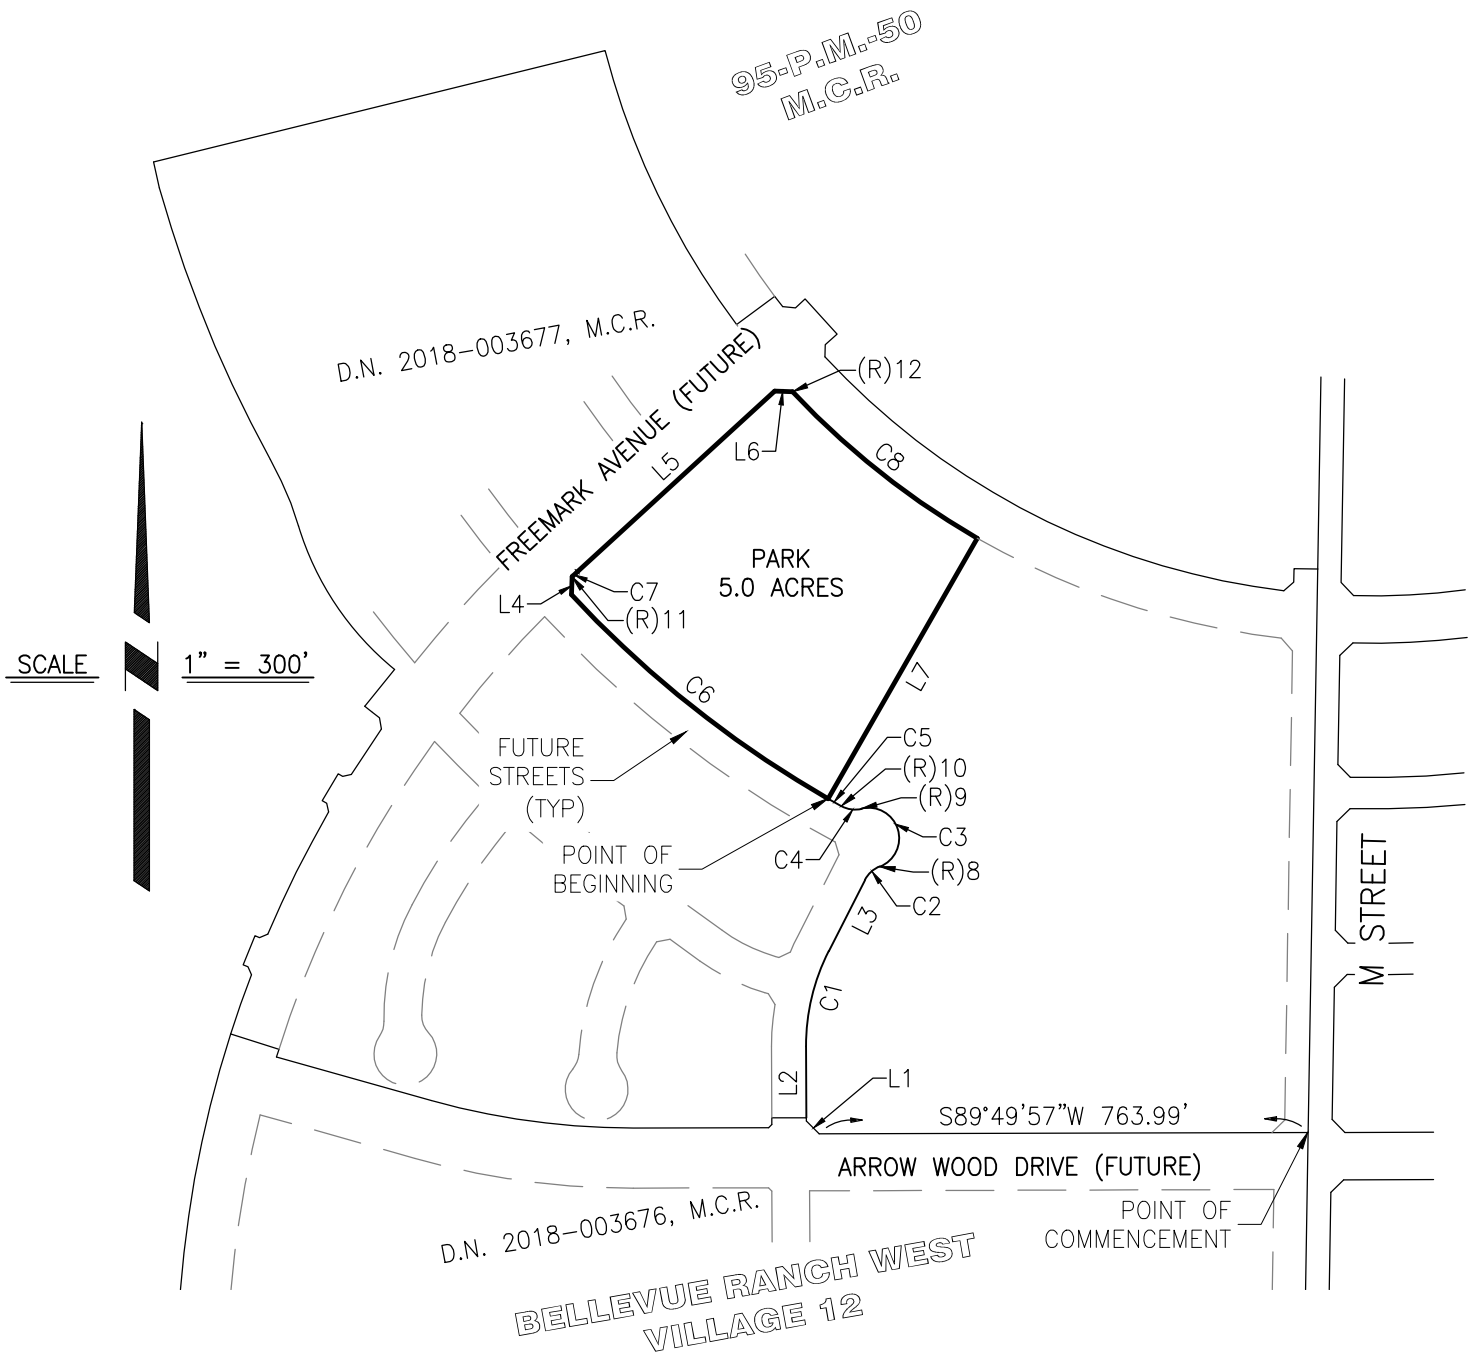 95-P.M.-50
M.C.R.
D.N. 2018-003677, M.C.R.
FREEMARK AVENUE (FUTURE)
(R)12
L6
C8
L5
PARK
5.0 ACRES
C7
L4
(R)11
SCALE
1" = 300'
L7
C6
FUTURE
STREETS
(TYP)
C5
(R)10
(R)9
C3
C4
POINT OF
BEGINNING
(R)8
C2
L3
M STREET
C1
L2
L1
S89°49'57"W 763.99'
ARROW WOOD DRIVE (FUTURE)
POINT OF
COMMENCEMENT
D.N. 2018-003676, M.C.R.
BELLEVUE RANCH WEST
VILLAGE 12